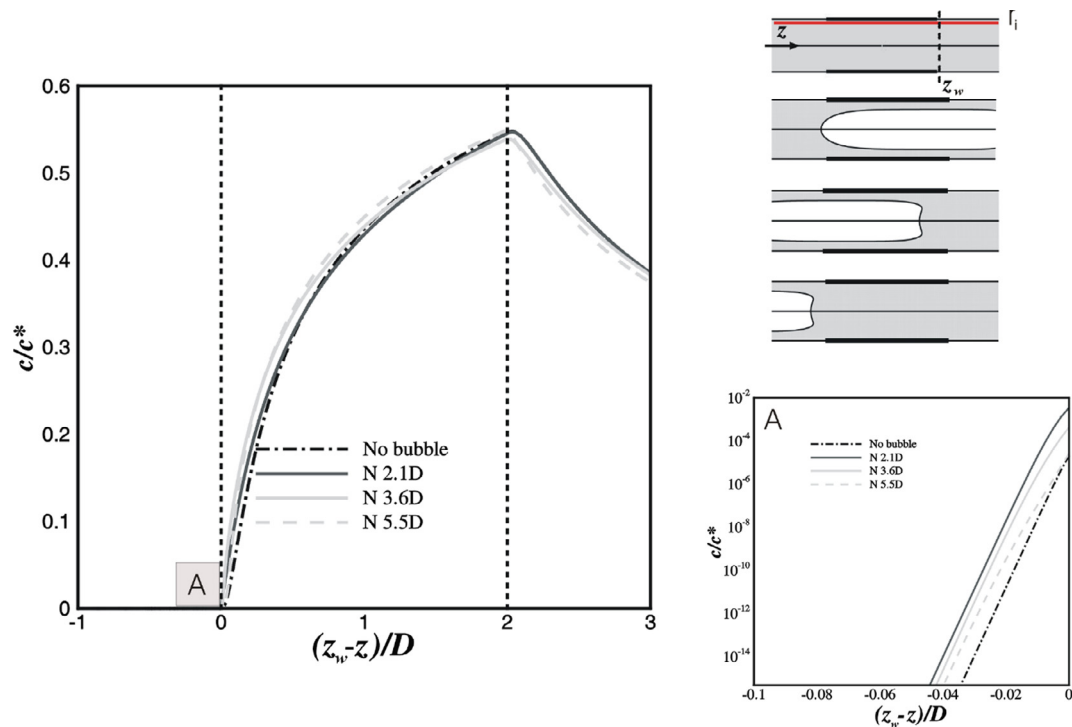 0.6
0.5
0.4
0.3
0.2
0.1
0
c/c*
No bubble
N 2.1D
N 3.6D
N 5.5D
A
-1 0 1 2 3
(z_w-z)/D
z
z_w
A
10^-2
10^-4
10^-6
10^-8
10^-10
10^-12
10^-14
c/c*
No bubble
N 2.1D
N 3.6D
N 5.5D
-0.1 -0.08 -0.06 -0.04 -0.02 0
(z_w-z)/D